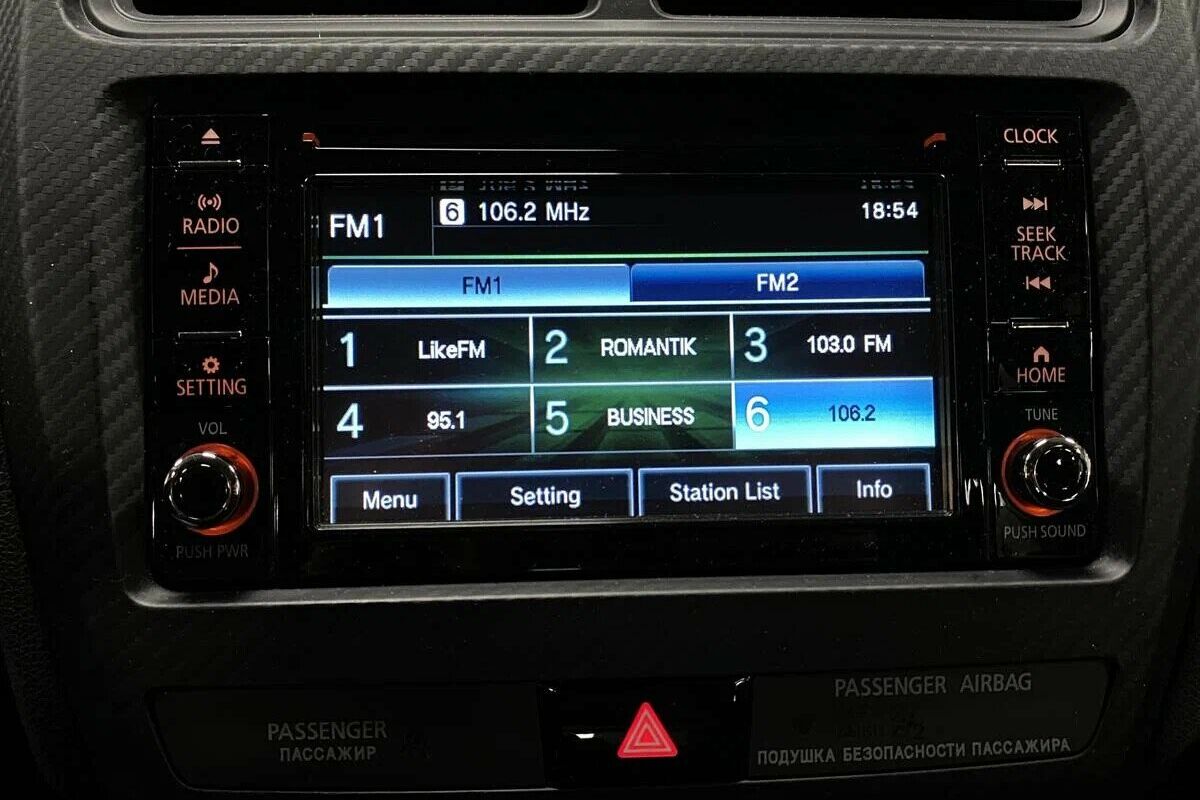 CLOCK
RADIO
MEDIA
SETTING
VOL
PUSH PWR
FM1
6 106.2 MHz
18:54
FM1 FM2
1 LikeFM
2 ROMANTIK
3 103.0 FM
4 95.1
5 BUSINESS
6 106.2
Menu Setting Station List Info
SEEK
TRACK
HOME
TUNE
PUSH SOUND
PASSENGER
ПАССАЖИР
PASSENGER AIRBAG
ПОДУШКА БЕЗОПАСНОСТИ ПАССАЖИРА